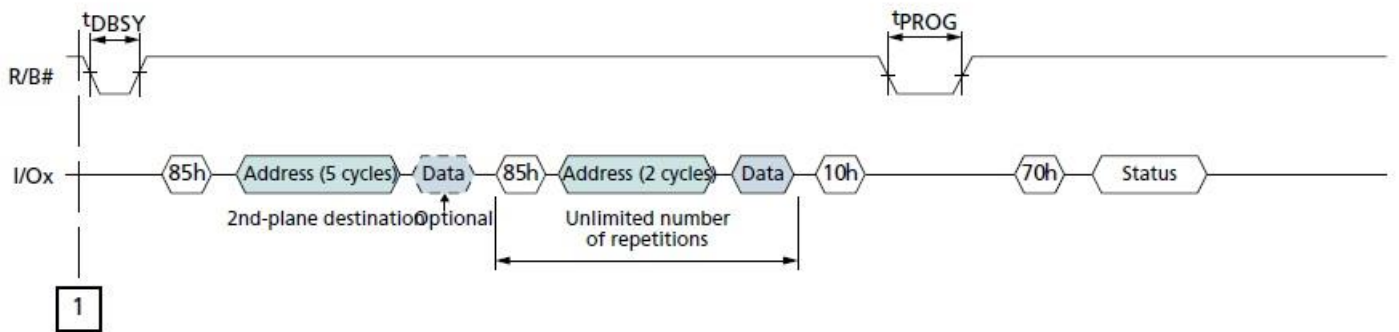 tDBSY
tPROG
R/B#
I/Ox
85h
Address (5 cycles)
Data
85h
Address (2 cycles)
Data
10h
70h
Status
2nd-plane destination
Optional
Unlimited number
of repetitions
1